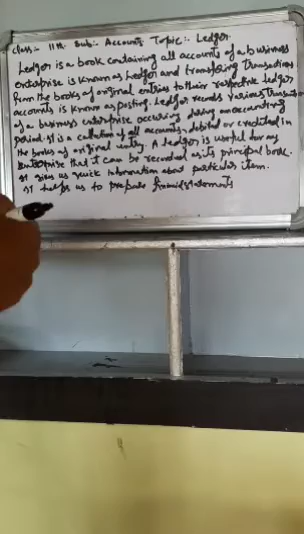 Class:- 11th Sub:- Account Topic:- Ledger
Ledger is a book containing all accounts of a business
enterprise is known as ledger and transfering transactions
from the books of original entries to their respective ledger
accounts is known as posting. Ledger records various transactions
of a business enterprise occuring during an accounting
period. It is a collection of all accounts debited or credited in
the books of original entry. A ledger is useful for any
enterprise that it can be recorded as its principal book.
It gives us quick information about particular item.
It helps us to prepare financial statements